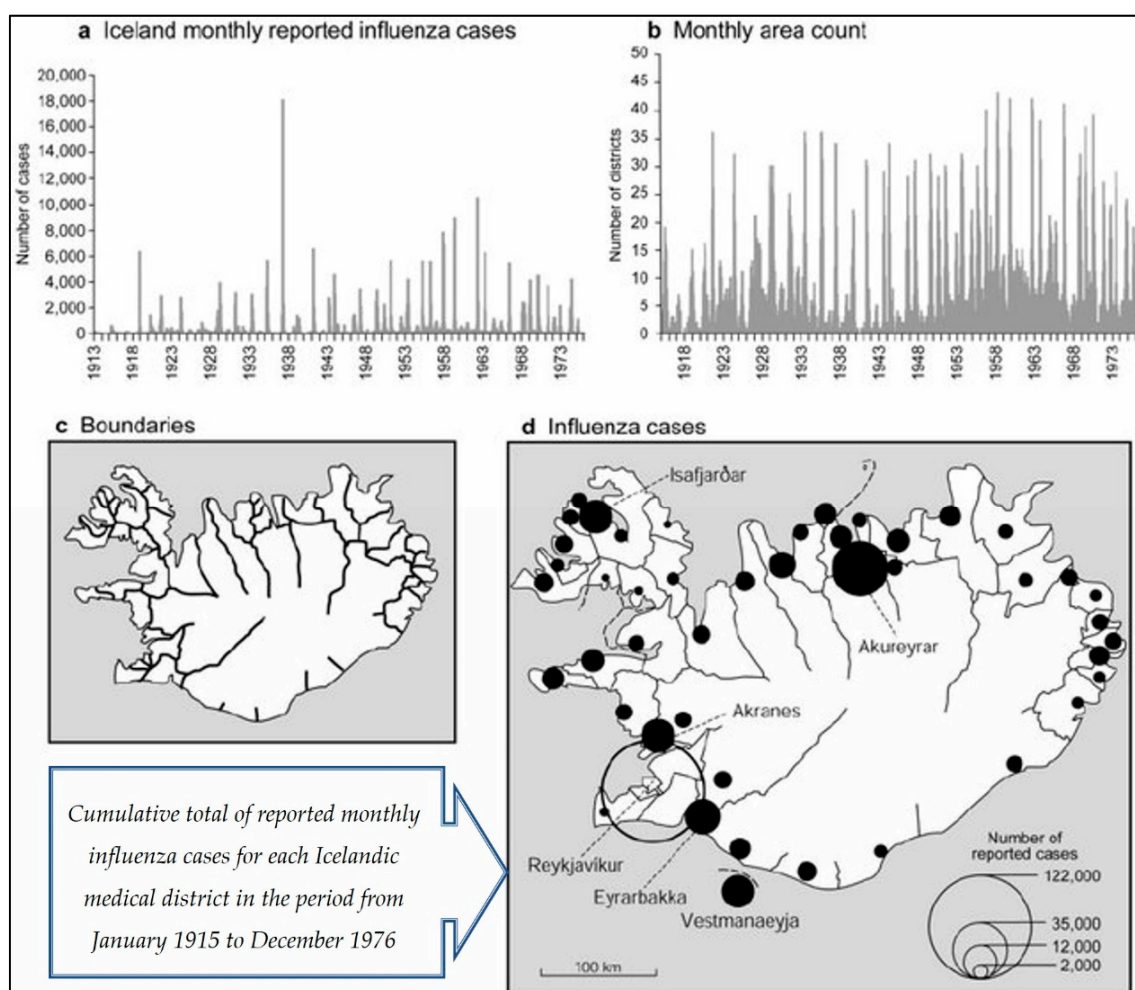 a Iceland monthly reported influenza cases
Number of cases
20,000
18,000
16,000
14,000
12,000
10,000
8,000
6,000
4,000
2,000
0
1913
1918
1923
1928
1933
1938
1943
1948
1953
1958
1963
1968
1973
b Monthly area count
Number of districts
50
45
40
35
30
25
20
15
10
5
0
1918
1923
1928
1933
1938
1943
1948
1953
1958
1963
1968
1973
c Boundaries
Cumulative total of reported monthly
influenza cases for each Icelandic
medical district in the period from
January 1915 to December 1976
d Influenza cases
Isafjarðar
Akureyrar
Akranes
Reykjavíkur
Eyrarbakka
Vestmanaeyja
100 km
Number of
reported cases
122,000
35,000
12,000
2,000